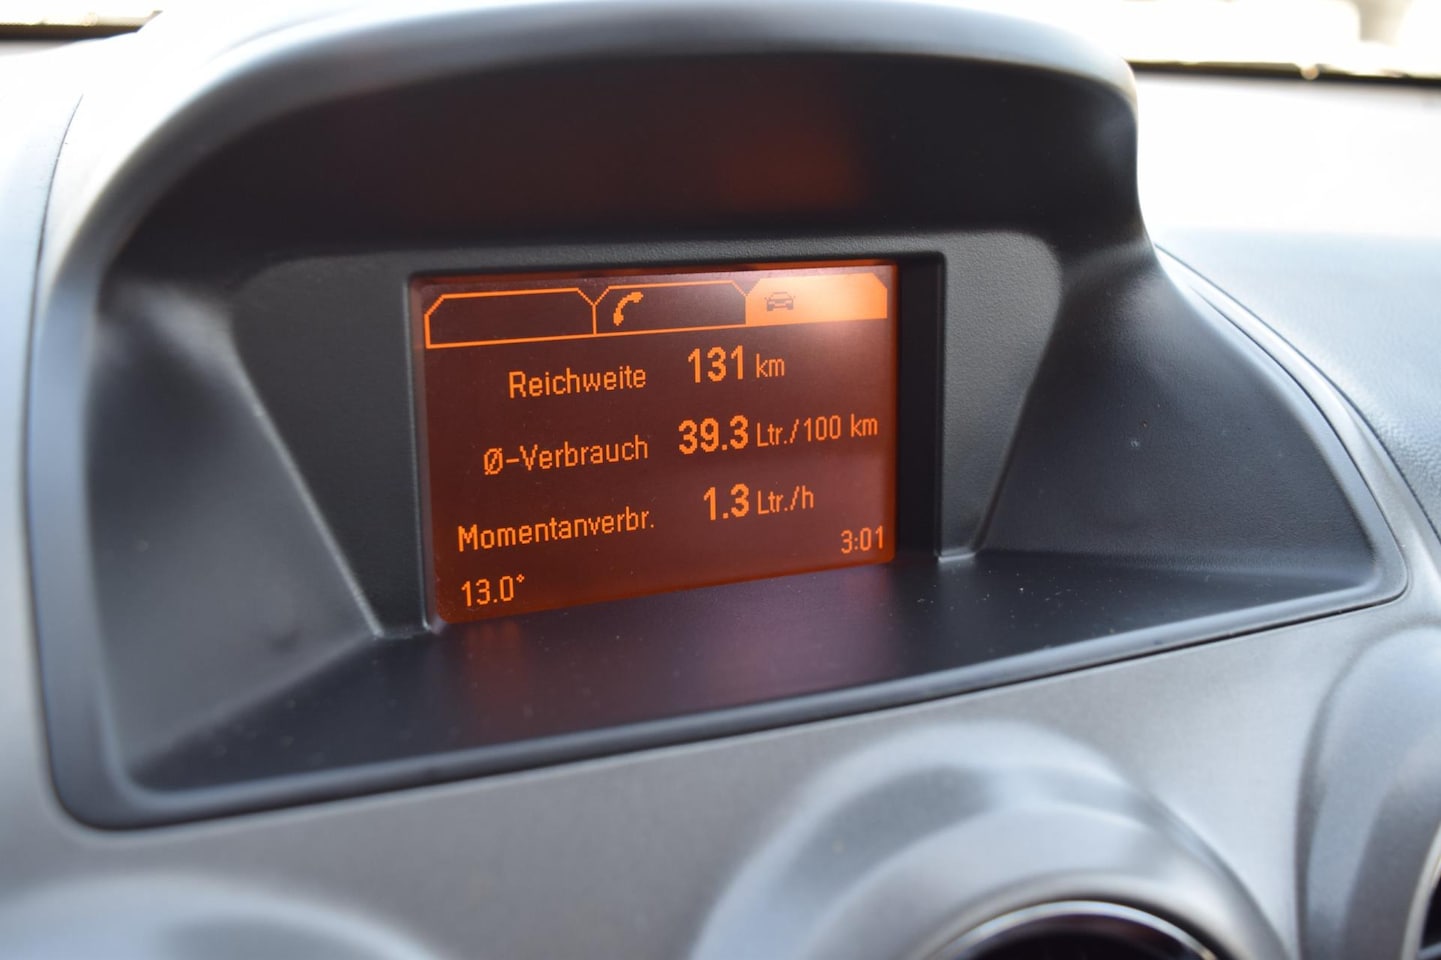 Reichweite 131 km
Ø-Verbrauch 39.3 Ltr./100 km
Momentanverbr. 1.3 Ltr./h
13.0° 3:01